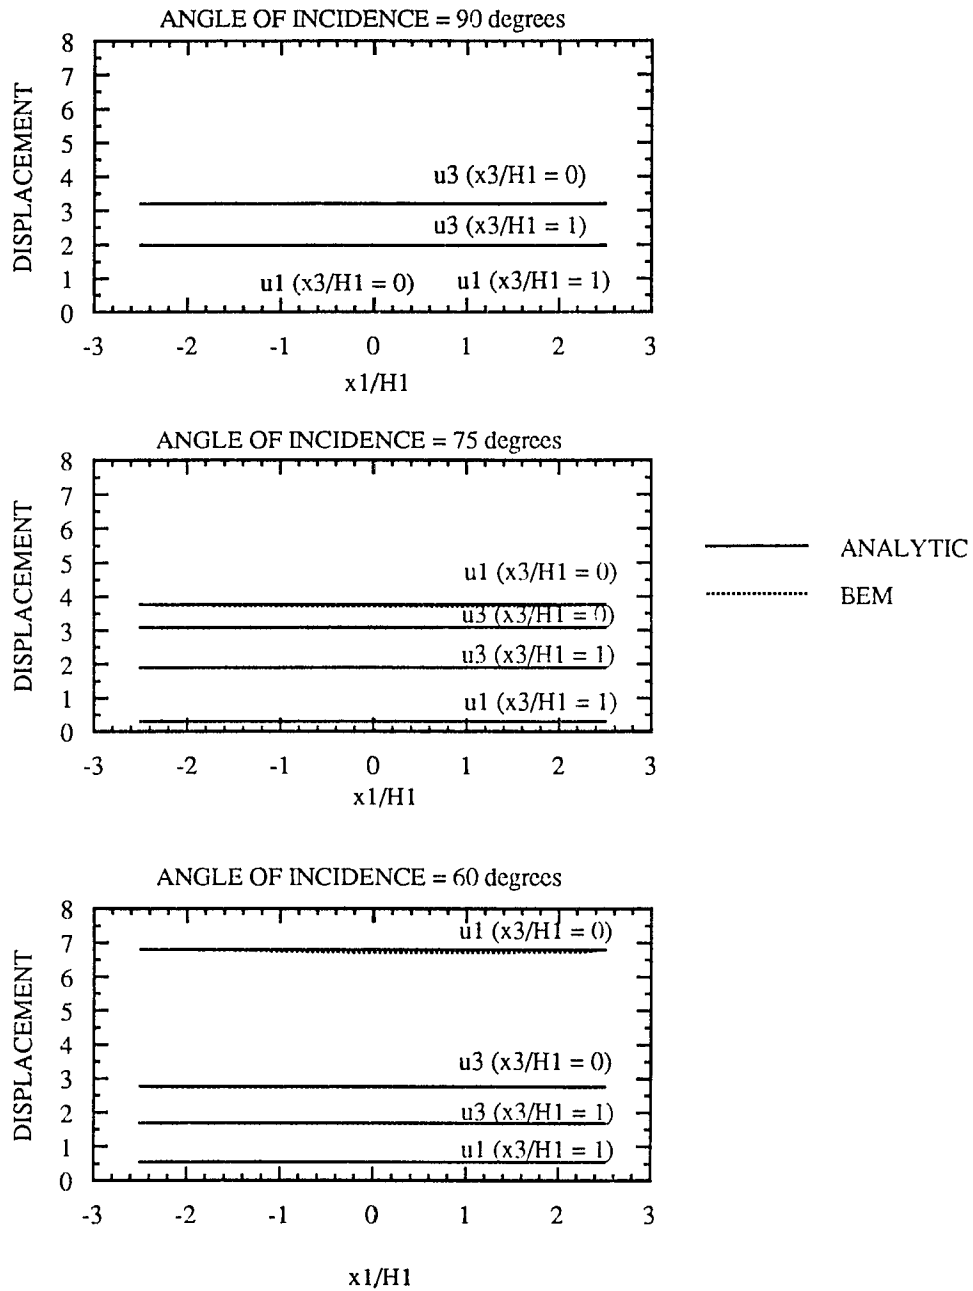 ANGLE OF INCIDENCE = 90 degrees
8
7
6
5
4
3
2
1
0
DISPLACEMENT
u3 (x3/H1 = 0)
u3 (x3/H1 = 1)
u1 (x3/H1 = 0) u1 (x3/H1 = 1)
-3 -2 -1 0 1 2 3
x1/H1
ANGLE OF INCIDENCE = 75 degrees
8
7
6
5
4
3
2
1
0
DISPLACEMENT
u1 (x3/H1 = 0)
u3 (x3/H1 = 0)
u3 (x3/H1 = 1)
u1 (x3/H1 = 1)
-3 -2 -1 0 1 2 3
x1/H1
ANALYTIC
BEM
ANGLE OF INCIDENCE = 60 degrees
8
7
6
5
4
3
2
1
0
DISPLACEMENT
u1 (x3/H1 = 0)
u3 (x3/H1 = 0)
u3 (x3/H1 = 1)
u1 (x3/H1 = 1)
-3 -2 -1 0 1 2 3
x1/H1